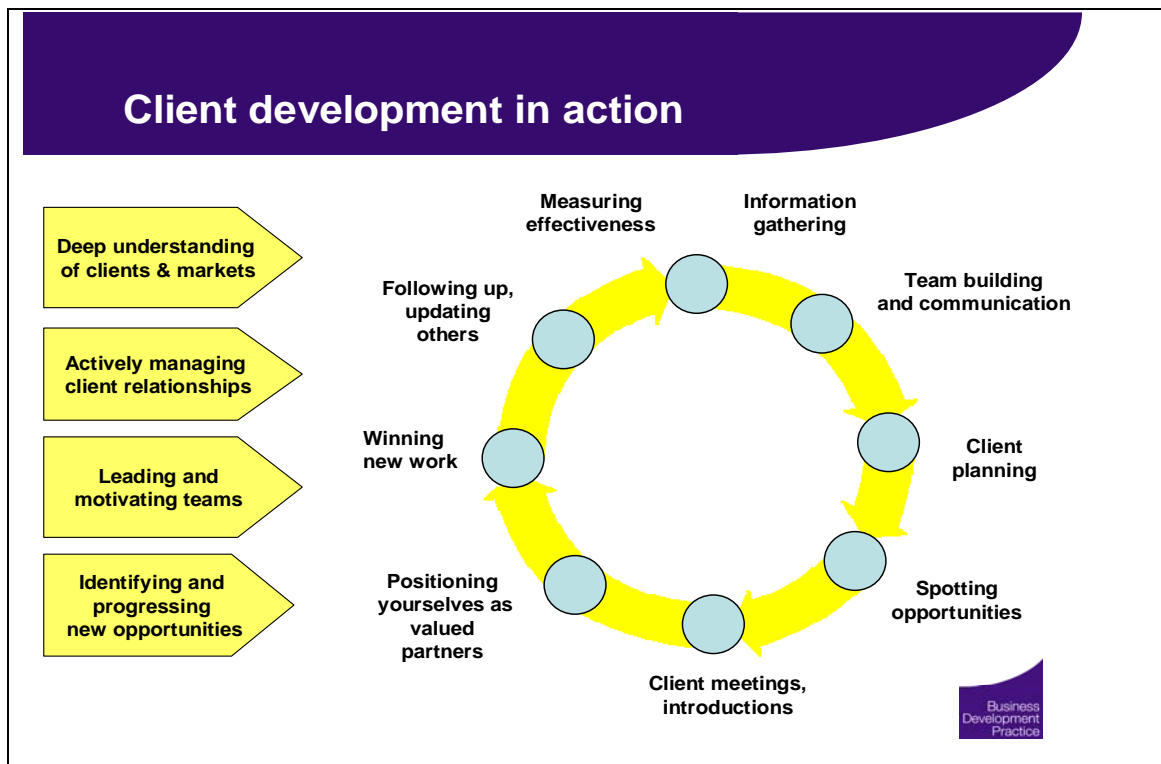 Client development in action
Deep understanding
of clients & markets
Actively managing
client relationships
Leading and
motivating teams
Identifying and
progressing
new opportunities
Measuring
effectiveness
Information
gathering
Team building
and communication
Client
planning
Spotting
opportunities
Client meetings,
introductions
Positioning
yourselves as
valued
partners
Winning
new work
Following up,
updating
others
Business
Development
Practice